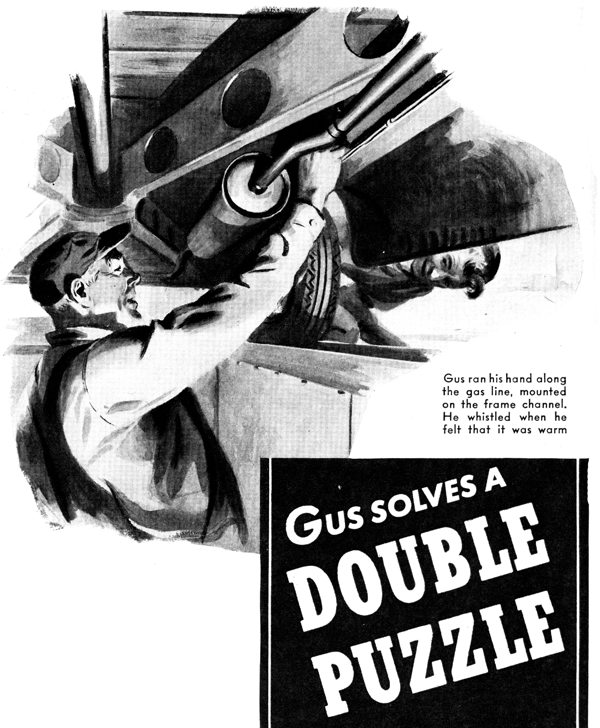 Gus ran his hand along
the gas line, mounted
on the frame channel.
He whistled when he
felt that it was warm
GUS SOLVES A
DOUBLE
PUZZLE